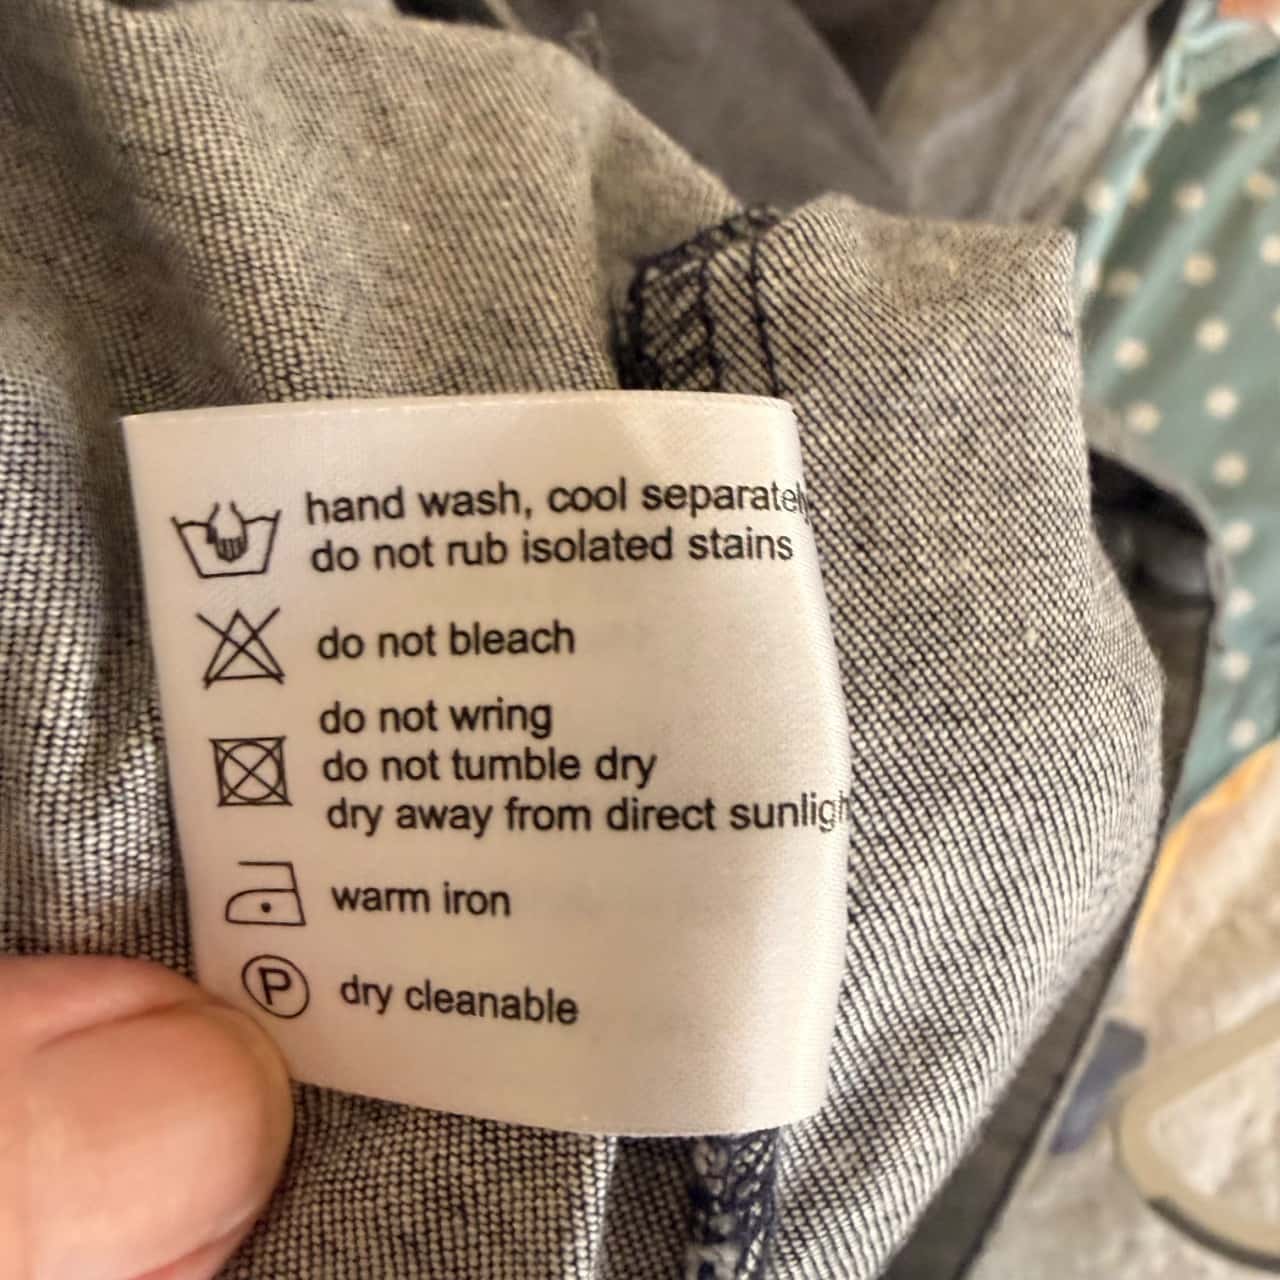 hand wash, cool separately
do not rub isolated stains
do not bleach
do not wring
do not tumble dry
dry away from direct sunligh
warm iron
P dry cleanable